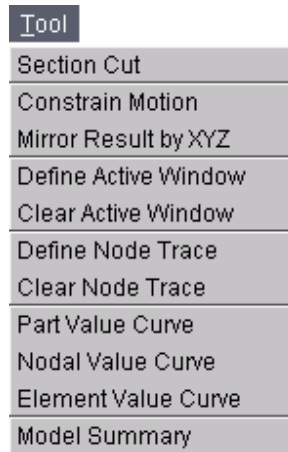 Tool
Section Cut
Constrain Motion
Mirror Result by XYZ
Define Active Window
Clear Active Window
Define Node Trace
Clear Node Trace
Part Value Curve
Nodal Value Curve
Element Value Curve
Model Summary